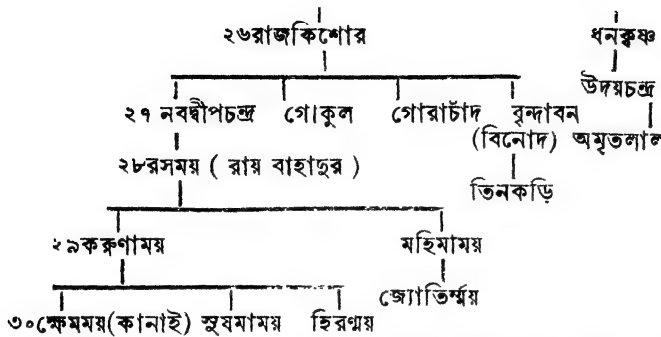 ২৬রাজকিশোর ধনকৃষ্ণ
উদয়চন্দ্র
২৭ নবদ্বীপচন্দ্র গোকুল গোরাচাঁদ বৃন্দাবন
(বিনোদ) অমৃতলাল
২৮রসময় ( রায় বাহাদুর )
তিনকড়ি
২৯করুণাময় মহিমাময়
জ্যোতির্ম্ময়
৩০ক্ষেমময়(কানাই) সুষমাময় হিরণ্ময়